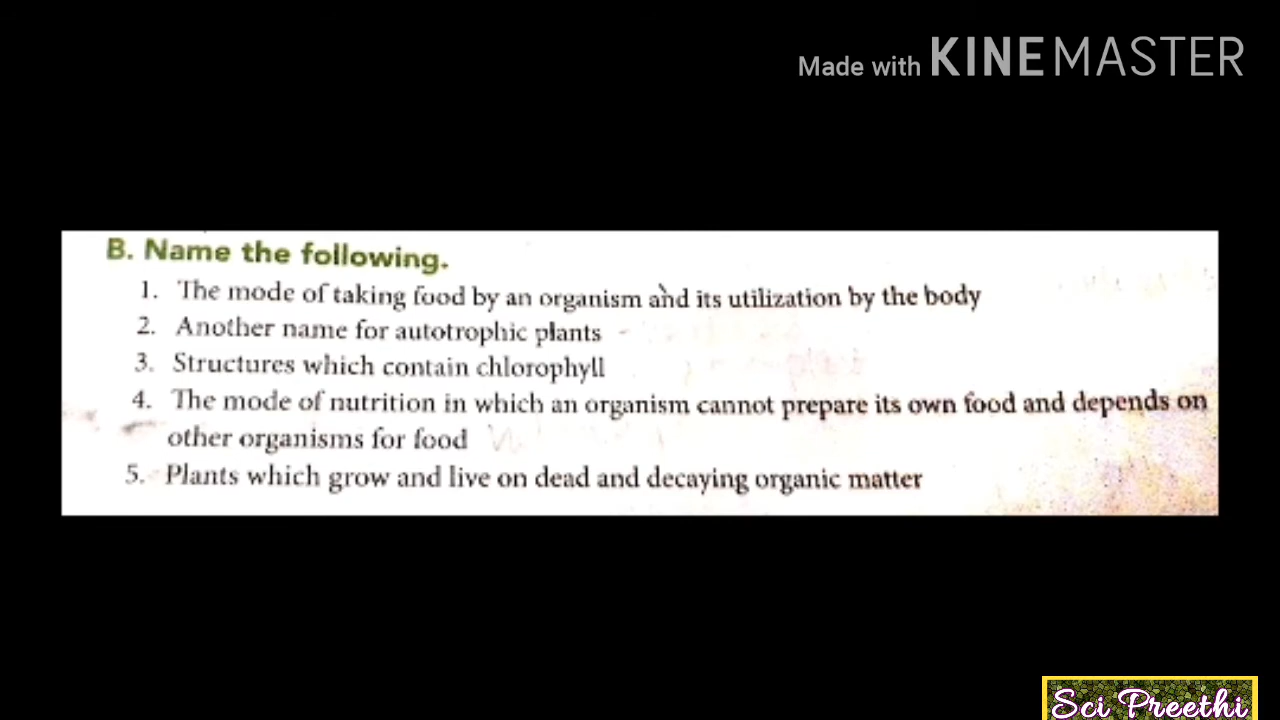 Made with KINEMASTER
B. Name the following.
1. The mode of taking food by an organism and its utilization by the body
2. Another name for autotrophic plants
3. Structures which contain chlorophyll
4. The mode of nutrition in which an organism cannot prepare its own food and depends on
other organisms for food
5. Plants which grow and live on dead and decaying organic matter
Sci Preethi